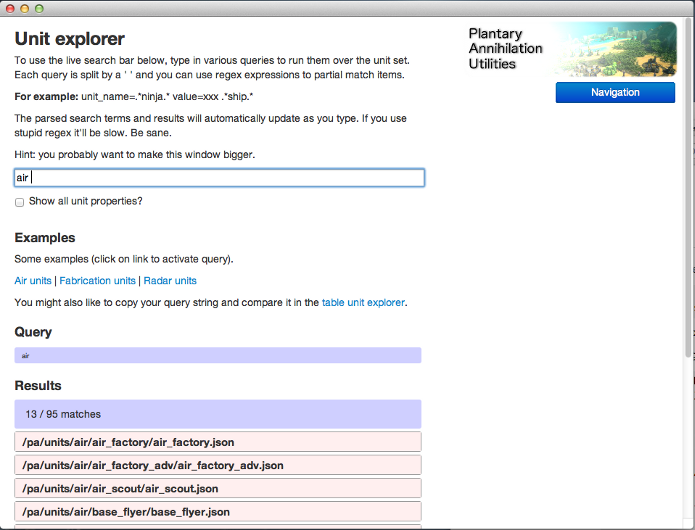 Unit explorer
To use the live search bar below, type in various queries to run them over the unit set.
Each query is split by a ' ' and you can use regex expressions to partial match items.
For example: unit_name=.*ninja.* value=xxx .*ship.*
The parsed search terms and results will automatically update as you type. If you use
stupid regex it'll be slow. Be sane.
Hint: you probably want to make this window bigger.
air
Show all unit properties?
Examples
Some examples (click on link to activate query).
Air units | Fabrication units | Radar units
You might also like to copy your query string and compare it in the table unit explorer.
Query
air
Results
13 / 95 matches
/pa/units/air/air_factory/air_factory.json
/pa/units/air/air_factory_adv/air_factory_adv.json
/pa/units/air/air_scout/air_scout.json
/pa/units/air/base_flyer/base_flyer.json
Plantary
Annihilation
Utilities
Navigation